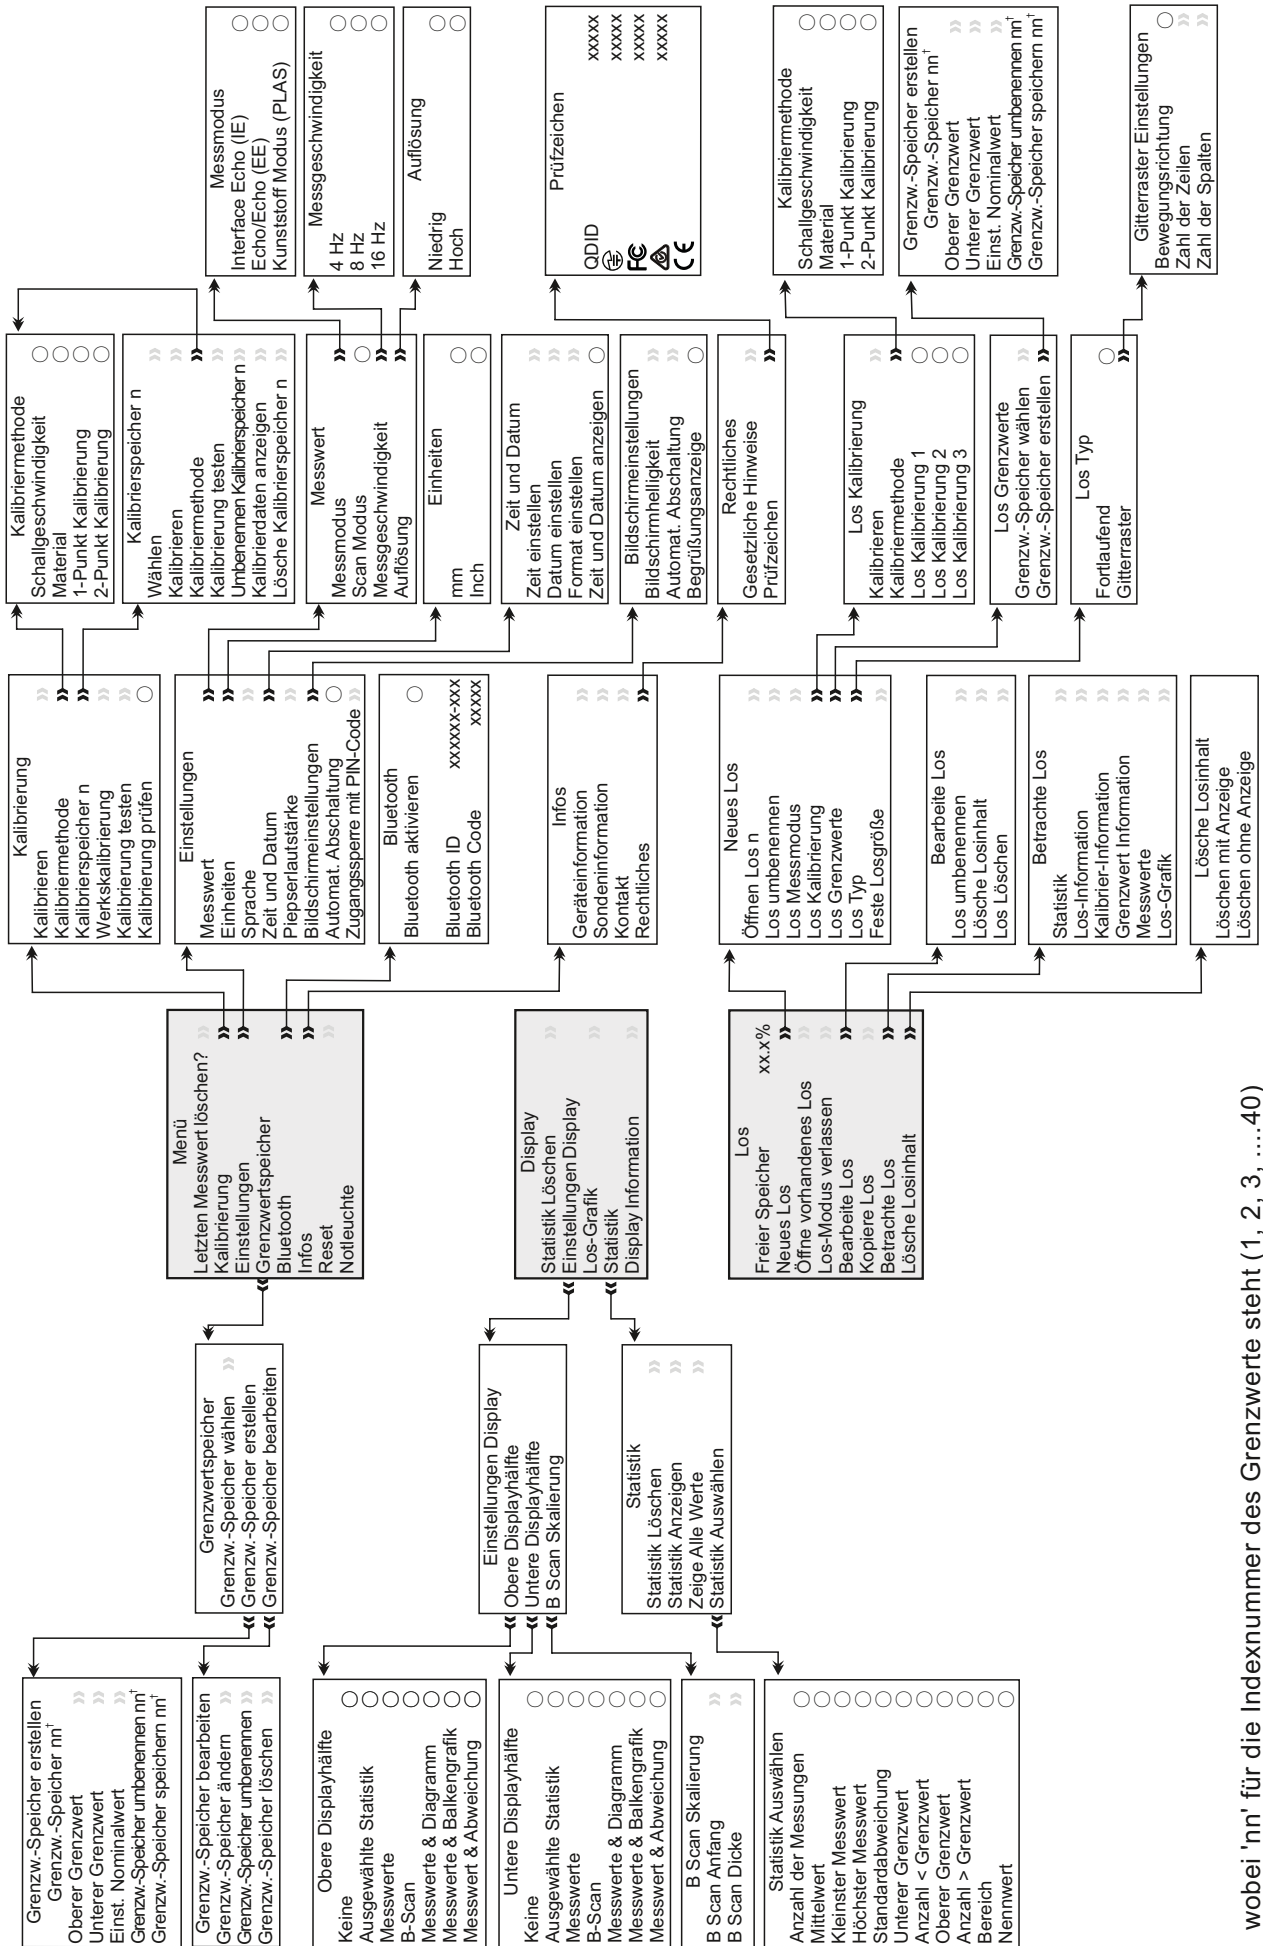 Grenzw.-Speicher erstellen
Grenzw.-Speicher nn†
Oberer Grenzwert »
Unterer Grenzwert »
Einst. Nominalwert »
Grenzw.-Speicher umbenennen nn†
Grenzw.-Speicher speichern nn†
Grenzw.-Speicher bearbeiten
Grenzw.-Speicher ändern »
Grenzw.-Speicher umbenennen »
Grenzw.-Speicher löschen »
Obere Displayhälfte
Keine
Ausgewählte Statistik
Messwerte
B-Scan
Messwerte & Diagramm
Messwerte & Balkengrafik
Messwert & Abweichung
Untere Displayhälfte
Keine
Ausgewählte Statistik
Messwerte
B-Scan
Messwerte & Diagramm
Messwerte & Balkengrafik
Messwert & Abweichung
B Scan Skalierung
B Scan Anfang »
B Scan Dicke »
Statistik Auswählen
Anzahl der Messungen
Mittelwert
Kleinster Messwert
Höchster Messwert
Standardabweichung
Unterer Grenzwert
Anzahl < Grenzwert
Oberer Grenzwert
Anzahl > Grenzwert
Bereich
Nennwert
Grenzwertspeicher
Grenzw.-Speicher wählen »
Grenzw.-Speicher erstellen
Grenzw.-Speicher bearbeiten
Einstellungen Display
Obere Displayhälfte
Untere Displayhälfte
B Scan Skalierung
Statistik
Statistik Löschen »
Statistik Anzeigen »
Zeige Alle Werte »
Statistik Auswählen
Menü
Letzten Messwert löschen? »
Kalibrierung »
Einstellungen »
Grenzwertspeicher
Bluetooth »
Infos »
Reset »
Notleuchte
Display
Statistik Löschen »
Einstellungen Display
Los-Grafik »
Statistik
Display Information »
Los
Freier Speicher xx.x%
Neues Los »
Öffne vorhandenes Los »
Los-Modus verlassen »
Bearbeite Los »
Kopiere Los »
Betrachte Los »
Lösche Losinhalt »
Kalibrierung
Kalibrieren »
Kalibriermethode »
Kalibrierspeicher n »
Werkskalibrierung »
Kalibrierung testen »
Kalibrierung prüfen
Einstellungen
Messwert »
Einheiten »
Sprache »
Zeit und Datum »
Piepserlautstärke »
Bildschirmeinstellungen »
Automat. Abschaltung
Zugangssperre mit PIN-Code »
Bluetooth
Bluetooth aktivieren
Bluetooth ID xxxxxx-xxx
Bluetooth Code xxxxx
Infos
Geräteinformation »
Sondeninformation »
Kontakt »
Rechtliches »
Neues Los
Öffnen Los n »
Los umbenennen »
Los Messmodus »
Los Kalibrierung »
Los Grenzwerte »
Los Typ »
Feste Losgröße »
Bearbeite Los
Los umbenennen »
Lösche Losinhalt »
Los Löschen »
Betrachte Los
Statistik »
Los-Information »
Kalibrier-Information »
Grenzwert Information »
Messwerte »
Los-Grafik »
Lösche Losinhalt
Löschen mit Anzeige
Löschen ohne Anzeige
Kalibriermethode
Schallgeschwindigkeit
Material
1-Punkt Kalibrierung
2-Punkt Kalibrierung
Kalibrierspeicher n
Wählen »
Kalibrieren »
Kalibriermethode »
Kalibrierung testen »
Umbenennen Kalibrierspeicher n »
Kalibrierdaten anzeigen »
Lösche Kalibrierspeicher n »
Messwert
Messmodus »
Scan Modus
Messgeschwindigkeit »
Auflösung »
Einheiten
mm
Inch
Zeit und Datum
Zeit einstellen »
Datum einstellen »
Format einstellen »
Zeit und Datum anzeigen
Bildschirmeinstellungen
Bildschirmhelligkeit »
Automat. Abschaltung »
Begrüßungsanzeige
Rechtliches
Gesetzliche Hinweise »
Prüfzeichen »
Los Kalibrierung
Kalibrieren »
Kalibriermethode »
Los Kalibrierung 1
Los Kalibrierung 2
Los Kalibrierung 3
Los Grenzwerte
Grenzw.-Speicher wählen »
Grenzw.-Speicher erstellen »
Los Typ
Fortlaufend
Gitterraster »
Messmodus
Interface Echo (IE)
Echo/Echo (EE)
Kunststoff Modus (PLAS)
Messgeschwindigkeit
4 Hz
8 Hz
16 Hz
Auflösung
Niedrig
Hoch
Prüfzeichen
QDID xxxxx
xxxxx
FC xxxxx
xxxxx
CE
Kalibriermethode
Schallgeschwindigkeit
Material
1-Punkt Kalibrierung
2-Punkt Kalibrierung
Grenzw.-Speicher erstellen
Grenzw.-Speicher nn†
Oberer Grenzwert »
Unterer Grenzwert »
Einst. Nominalwert »
Grenzw.-Speicher umbenennen nn†
Grenzw.-Speicher speichern nn†
Gitterraster Einstellungen
Bewegungsrichtung
Zahl der Zeilen »
Zahl der Spalten »
wobei 'nn' für die Indexnummer des Grenzwerte steht (1, 2, 3, ....40)